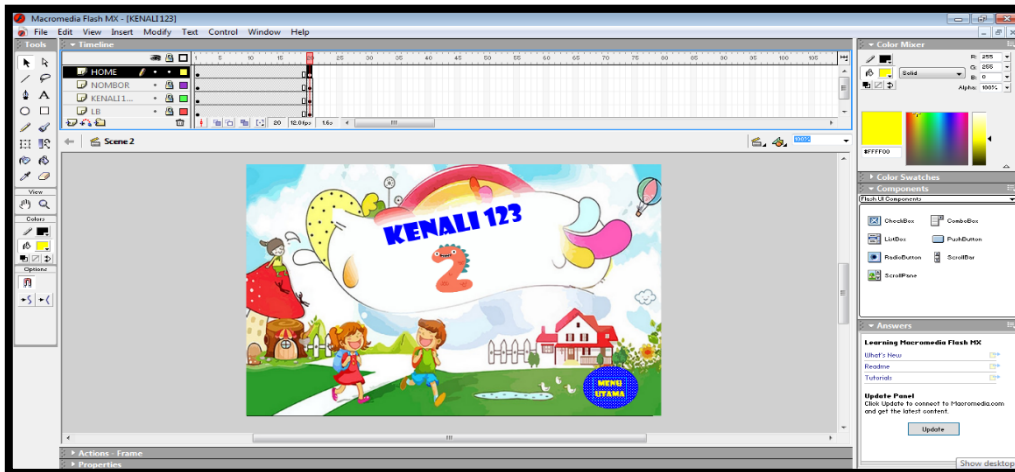 Macromedia Flash MX - [KENALI 123]
File Edit View Insert Modify Text Control Window Help
Tools
Timeline
1 5 10 15 20 25 30 35 40 45 50 55 60 65 70 75 80 85 90 95 100 105
HOME
NOMBOR
KENALI 1...
LB
20 12.0fps 1.6s
Scene 2
100%
View
Colors
Options
KENALI 123
2
MENU
UTAMA
Color Mixer
Solid
R: 255
G: 255
B: 0
Alpha: 100%
#FFFF00
Color Swatches
Components
Flash UI Components
CheckBox ComboBox
ListBox PushButton
RadioButton ScrollBar
ScrollPane
Answers
Learning Macromedia Flash MX
What's New
Readme
Tutorials
Update Panel
Click Update to connect to Macromedia.com
and get the latest content.
Update
Actions - Frame
Properties
Show desktop